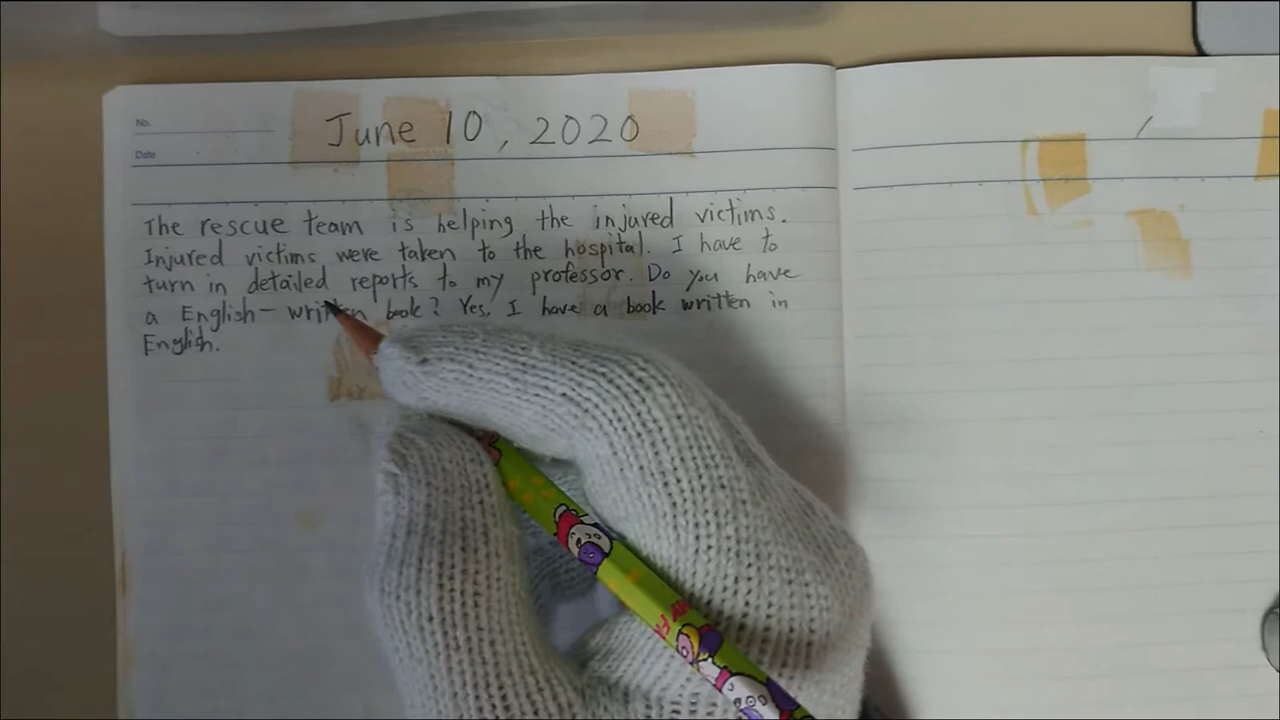 No.
June 10, 2020
Date
The rescue team is helping the injured victims.
Injured victims were taken to the hospital. I have to
turn in detailed reports to my professor. Do you have
a English-written book? Yes, I have a book written in
English.